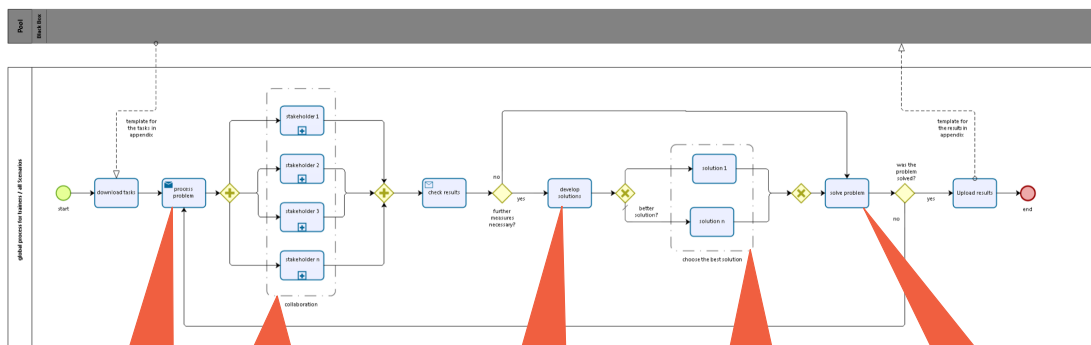 Pool
Black Box
global process for trainers / all Scenarios
start
download tasks
template for
the tasks in
appendix
process
problem
stakeholder 1
stakeholder 2
stakeholder 3
stakeholder n
collaboration
check results
no
yes
further
measures
necessary?
develop
solutions
better
solution?
solution 1
solution n
choose the best solution
solve problem
was the
problem
solved?
yes
no
template for
the results in
appendix
Upload results
end